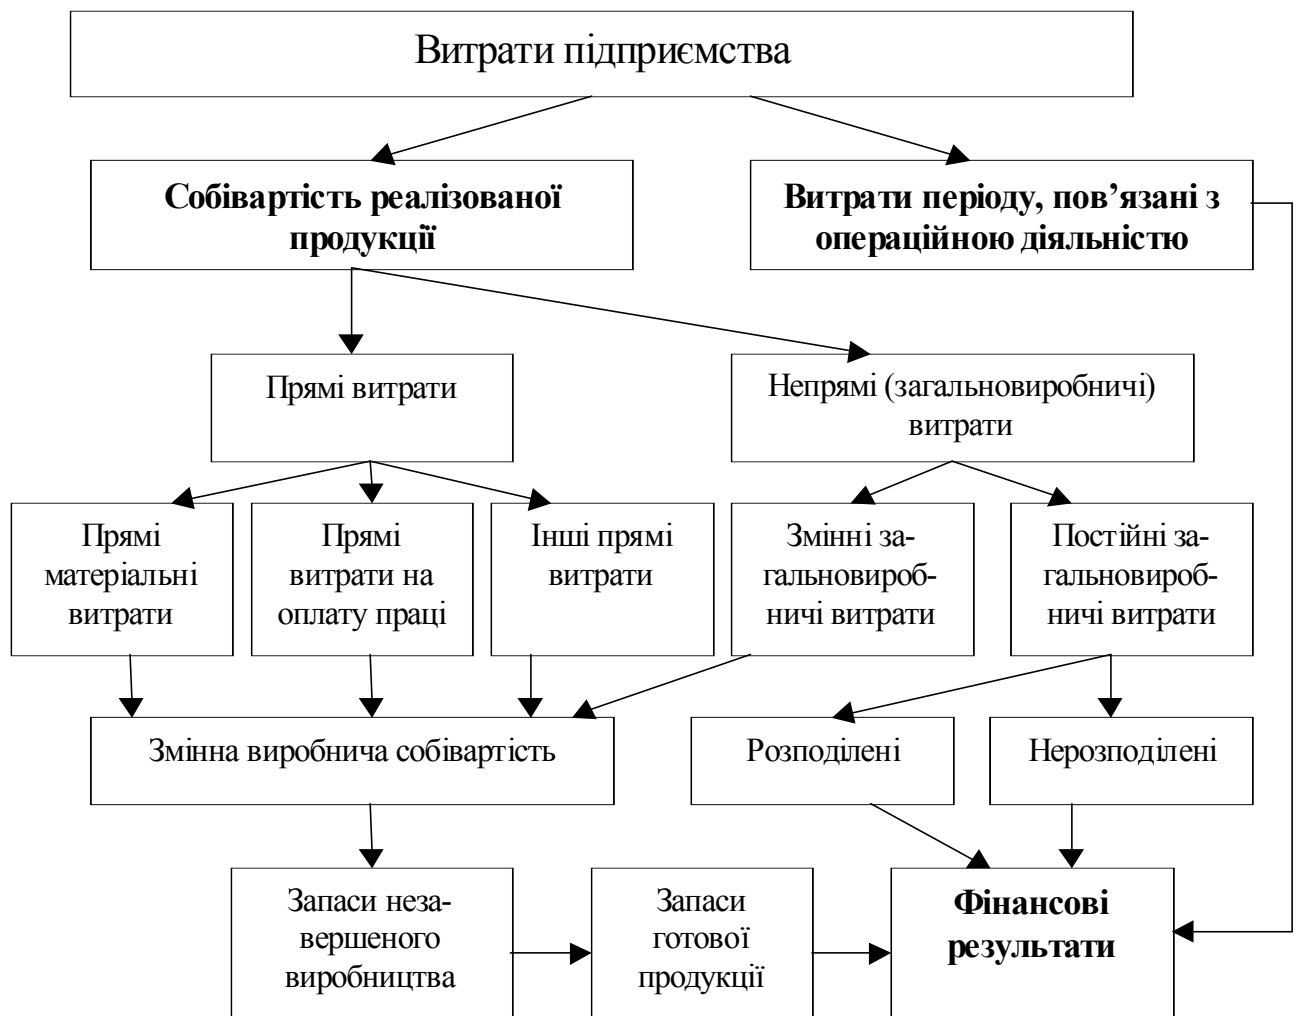 Витрати підприємства
Собівартість реалізованої
продукції
Витрати періоду, пов’язані з
операційною діяльністю
Прямі витрати
Непрямі (загальновиробничі)
витрати
Прямі
матеріальні
витрати
Прямі
витрати на
оплату праці
Інші прямі
витрати
Змінні за-
гальновироб-
ничі витрати
Постійні за-
гальновироб-
ничі витрати
Змінна виробнича собівартість
Розподілені
Нерозподілені
Запаси неза-
вершеного
виробництва
Запаси
готової
продукції
Фінансові
результати